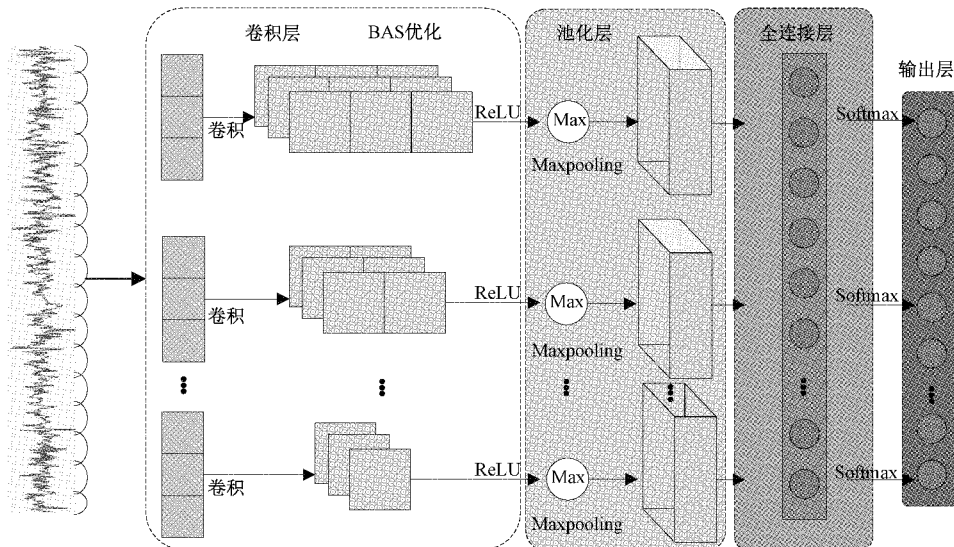 卷积层
BAS优化
池化层
全连接层
输出层
卷积
ReLU
Max
Maxpooling
Softmax
卷积
ReLU
Max
Maxpooling
Softmax
卷积
ReLU
Max
Maxpooling
Softmax